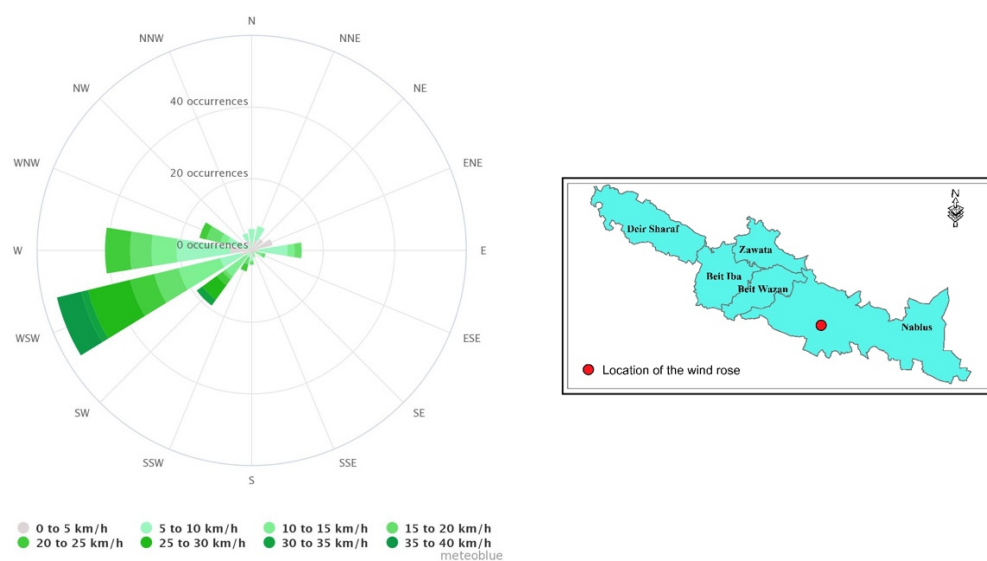 N
NNW
NNE
NW
NE
40 occurrences
WNW
ENE
20 occurrences
0 occurrences
W
E
WSW
ESE
SW
SE
SSW
SSE
S
0 to 5 km/h
5 to 10 km/h
10 to 15 km/h
15 to 20 km/h
20 to 25 km/h
25 to 30 km/h
30 to 35 km/h
35 to 40 km/h
meteoblue
N
Deir Sharaf
Zawata
Beit Iba
Beit Wazan
Nablus
Location of the wind rose